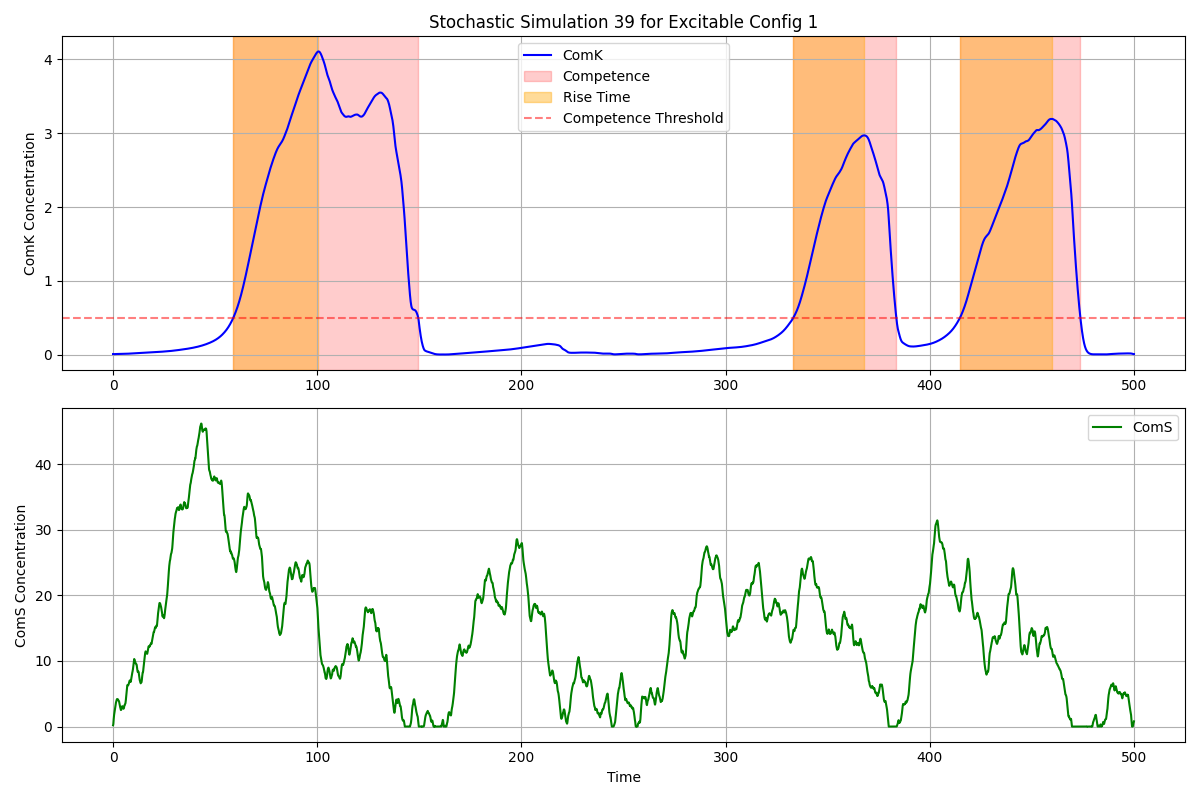 Stochastic Simulation 39 for Excitable Config 1
ComK Concentration
4
3
2
1
0
ComK
Competence
Rise Time
Competence Threshold
0 100 200 300 400 500
ComS Concentration
40
30
20
10
0
ComS
0 100 200 300 400 500
Time